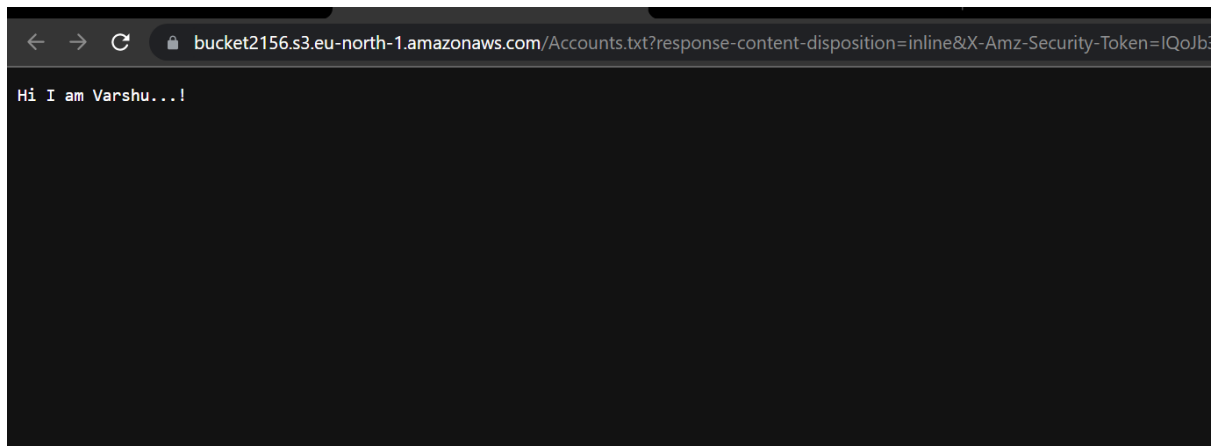 bucket2156.s3.eu-north-1.amazonaws.com/Accounts.txt?response-content-disposition=inline&X-Amz-Security-Token=IQoJb3
Hi I am Varshu...!